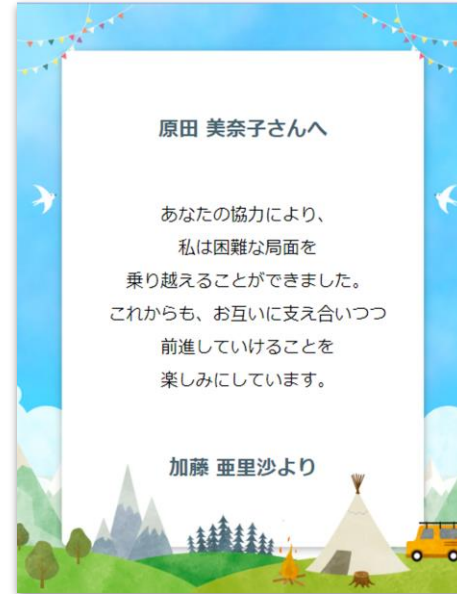 原田 美奈子さんへ
あなたの協力により、
私は困難な局面を
乗り越えることができました。
これからも、お互いに支え合いつつ
前進していけることを
楽しみにしています。
加藤 亜里沙より